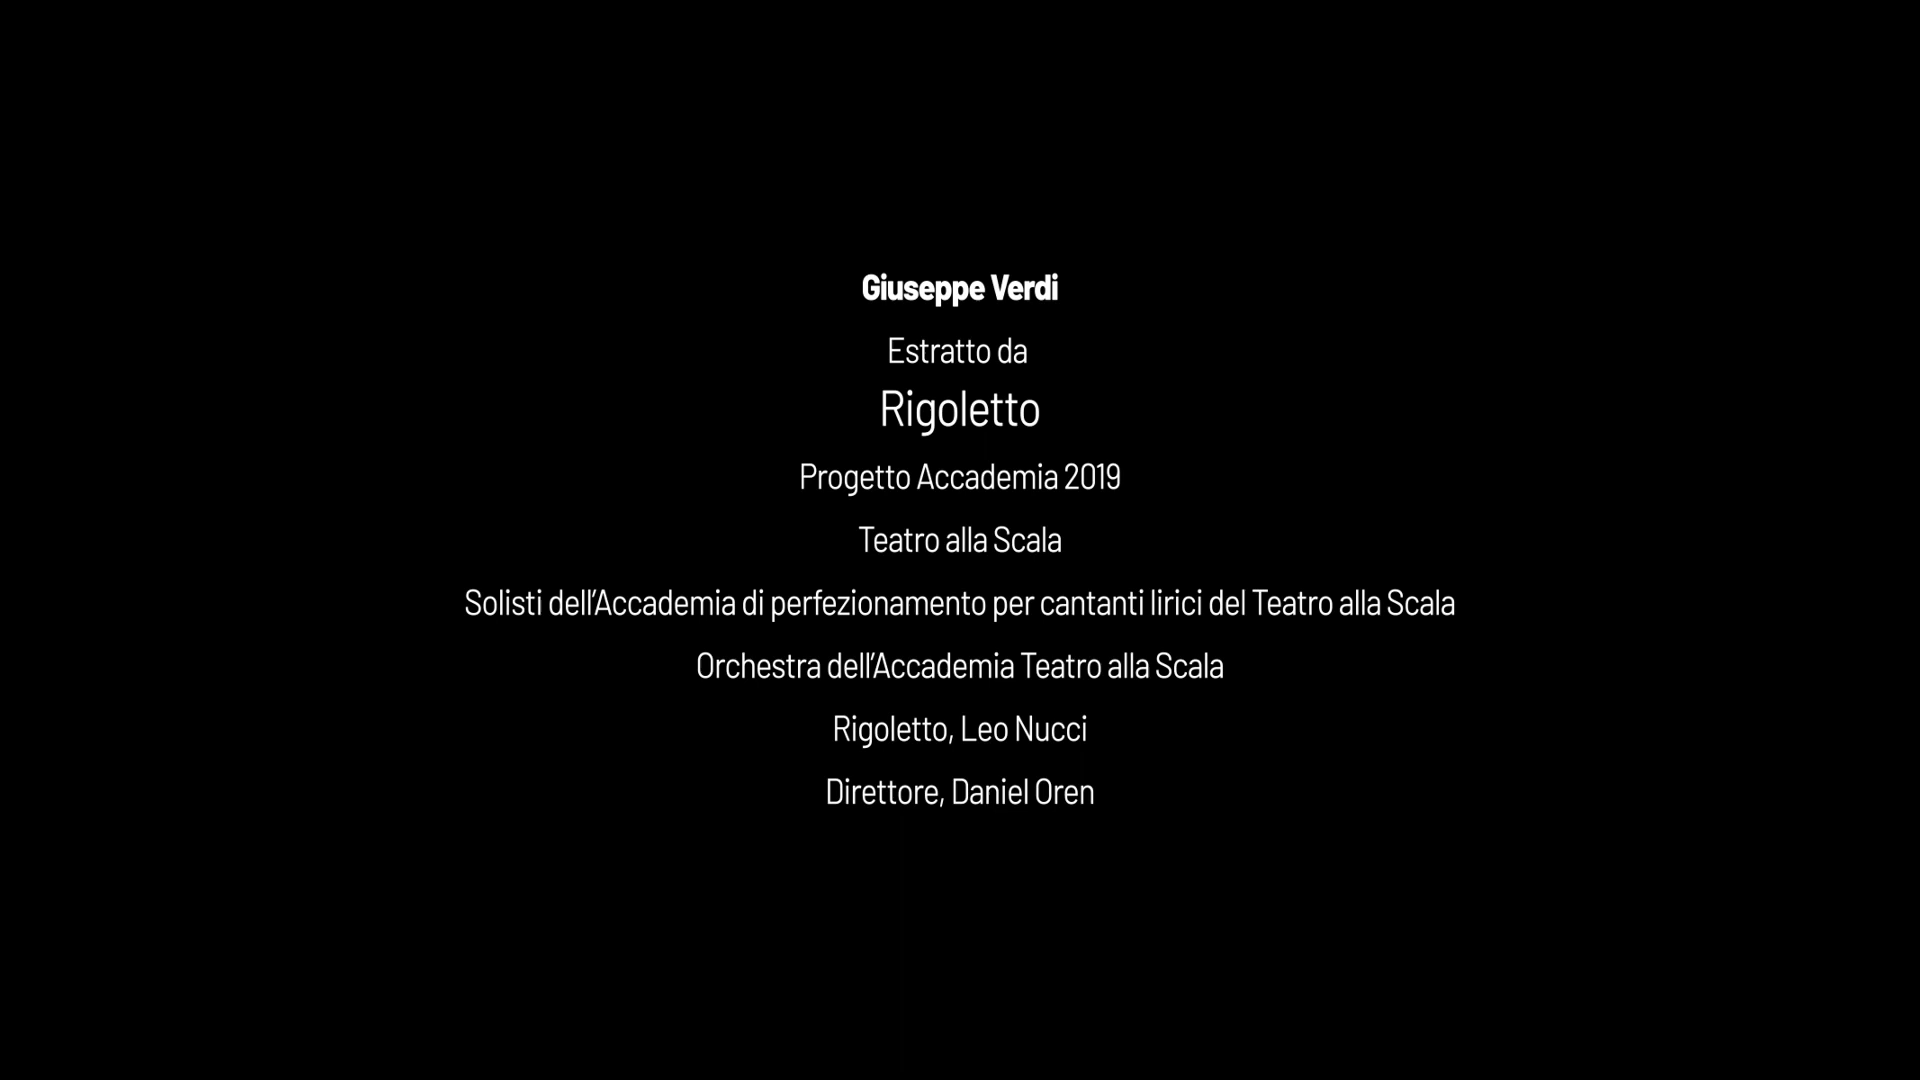 Giuseppe Verdi
Estratto da
Rigoletto
Progetto Accademia 2019
Teatro alla Scala
Solisti dell’Accademia di perfezionamento per cantanti lirici del Teatro alla Scala
Orchestra dell’Accademia Teatro alla Scala
Rigoletto, Leo Nucci
Direttore, Daniel Oren